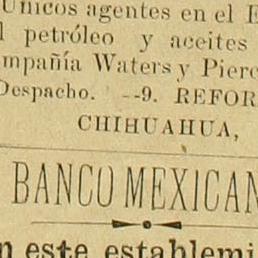 Unicos agentes en el E
l petróleo y aceites
mpañía Waters y Pierc
Despacho. --9. REFOR
CHIHUAHUA,
BANCO MEXICAN
n este establemi